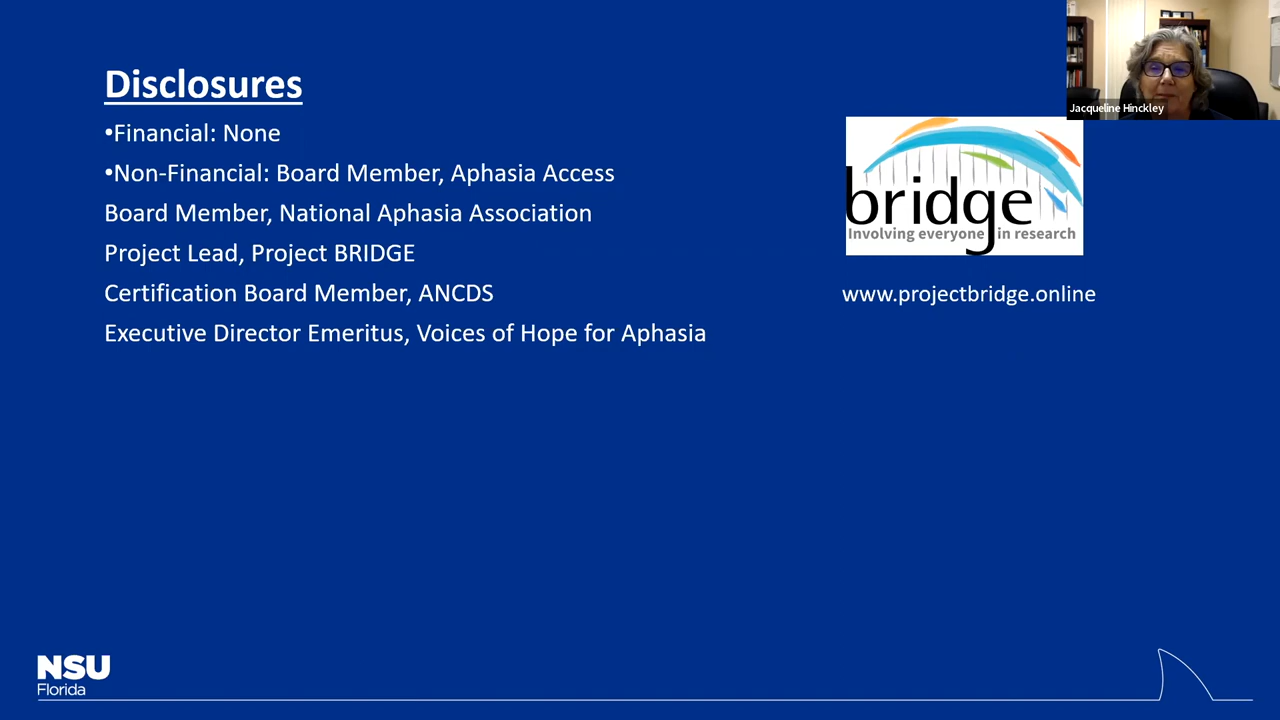 Disclosures
•Financial: None
•Non-Financial: Board Member, Aphasia Access
Board Member, National Aphasia Association
Project Lead, Project BRIDGE
Certification Board Member, ANCDS
Executive Director Emeritus, Voices of Hope for Aphasia
Jacqueline Hinckley
bridge
Involving everyone in research
www.projectbridge.online
NSU
Florida